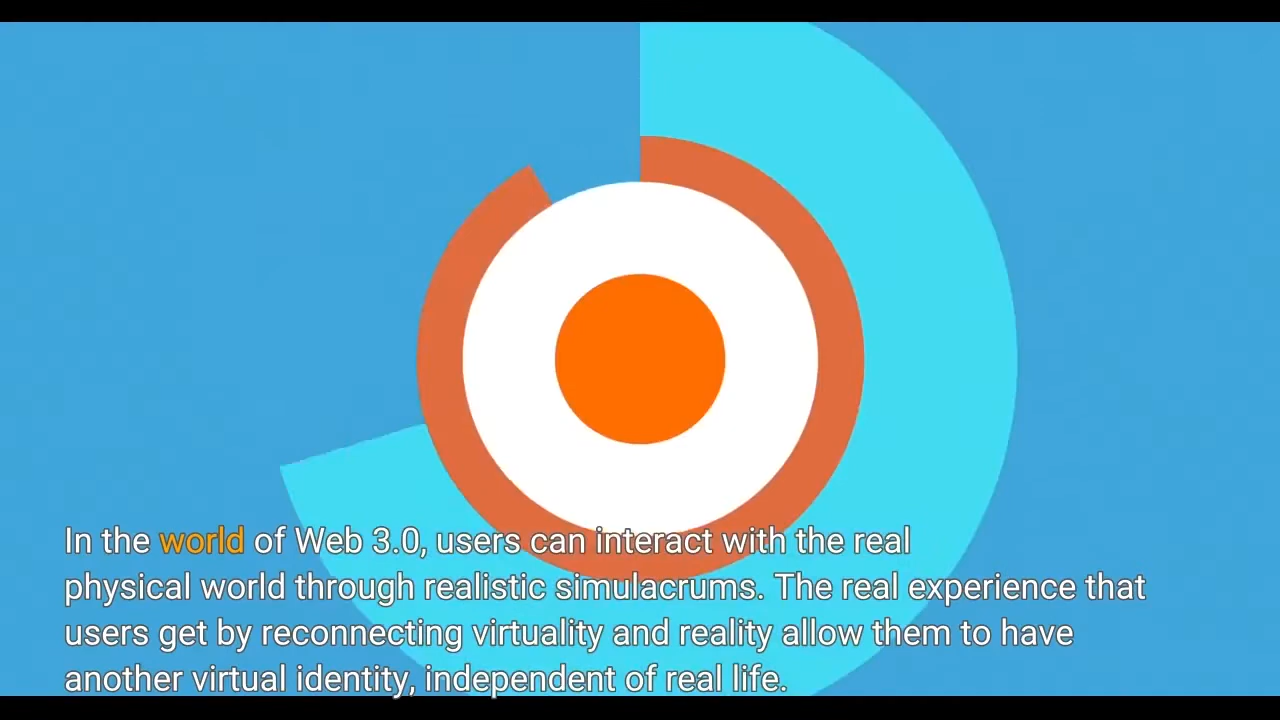 In the world of Web 3.0, users can interact with the real
physical world through realistic simulacrums. The real experience that
users get by reconnecting virtuality and reality allow them to have
another virtual identity, independent of real life.